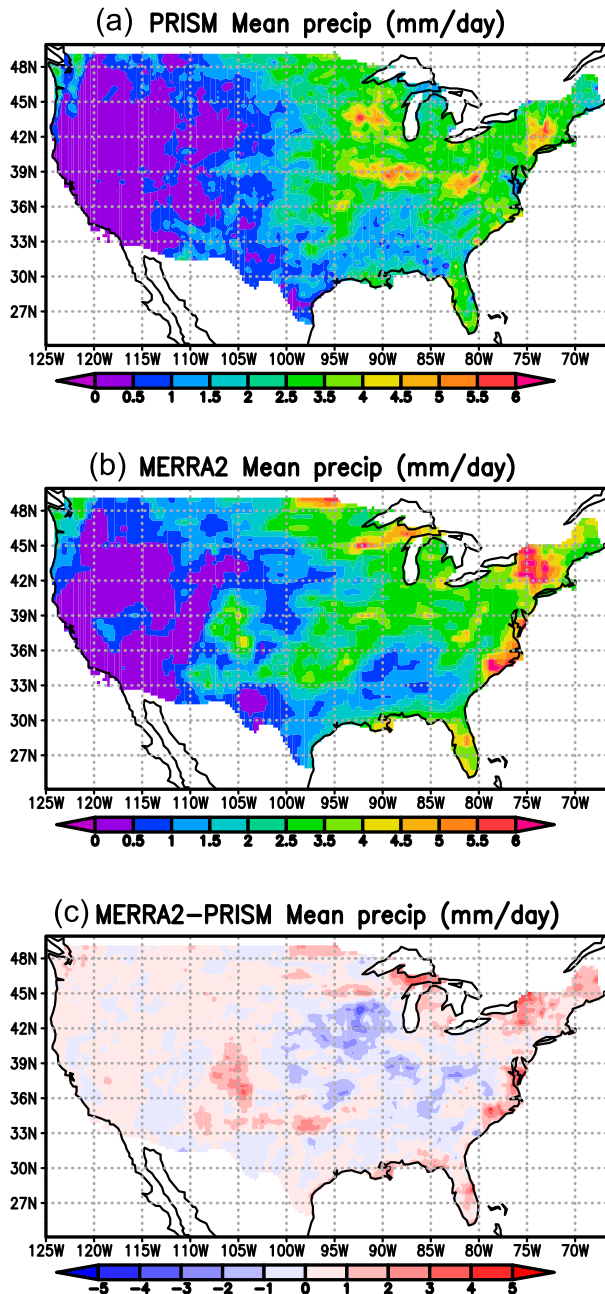 (a) PRISM Mean precip (mm/day)
48N
45N
42N
39N
36N
33N
30N
27N
125W 120W 115W 110W 105W 100W 95W 90W 85W 80W 75W 70W
0 0.5 1 1.5 2 2.5 3.5 4 4.5 5 5.5 6
(b) MERRA2 Mean precip (mm/day)
48N
45N
42N
39N
36N
33N
30N
27N
125W 120W 115W 110W 105W 100W 95W 90W 85W 80W 75W 70W
0 0.5 1 1.5 2 2.5 3.5 4 4.5 5 5.5 6
(c) MERRA2-PRISM Mean precip (mm/day)
48N
45N
42N
39N
36N
33N
30N
27N
125W 120W 115W 110W 105W 100W 95W 90W 85W 80W 75W 70W
-5 -4 -3 -2 -1 0 1 2 3 4 5